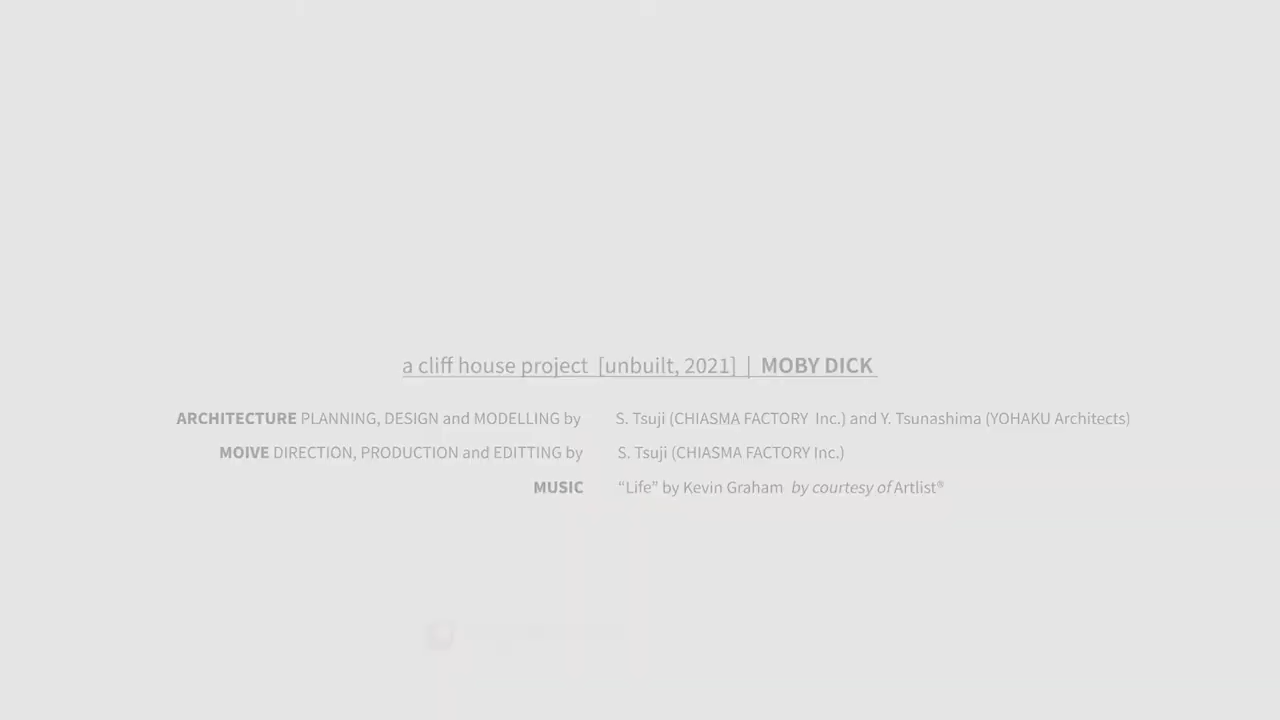 a cliff house project [unbuilt, 2021] | MOBY DICK
ARCHITECTURE PLANNING, DESIGN and MODELLING by S. Tsuji (CHIASMA FACTORY Inc.) and Y. Tsunashima (YOHAKU Architects)
MOIVE DIRECTION, PRODUCTION and EDITTING by S. Tsuji (CHIASMA FACTORY Inc.)
MUSIC “Life” by Kevin Graham by courtesy of Artlist®